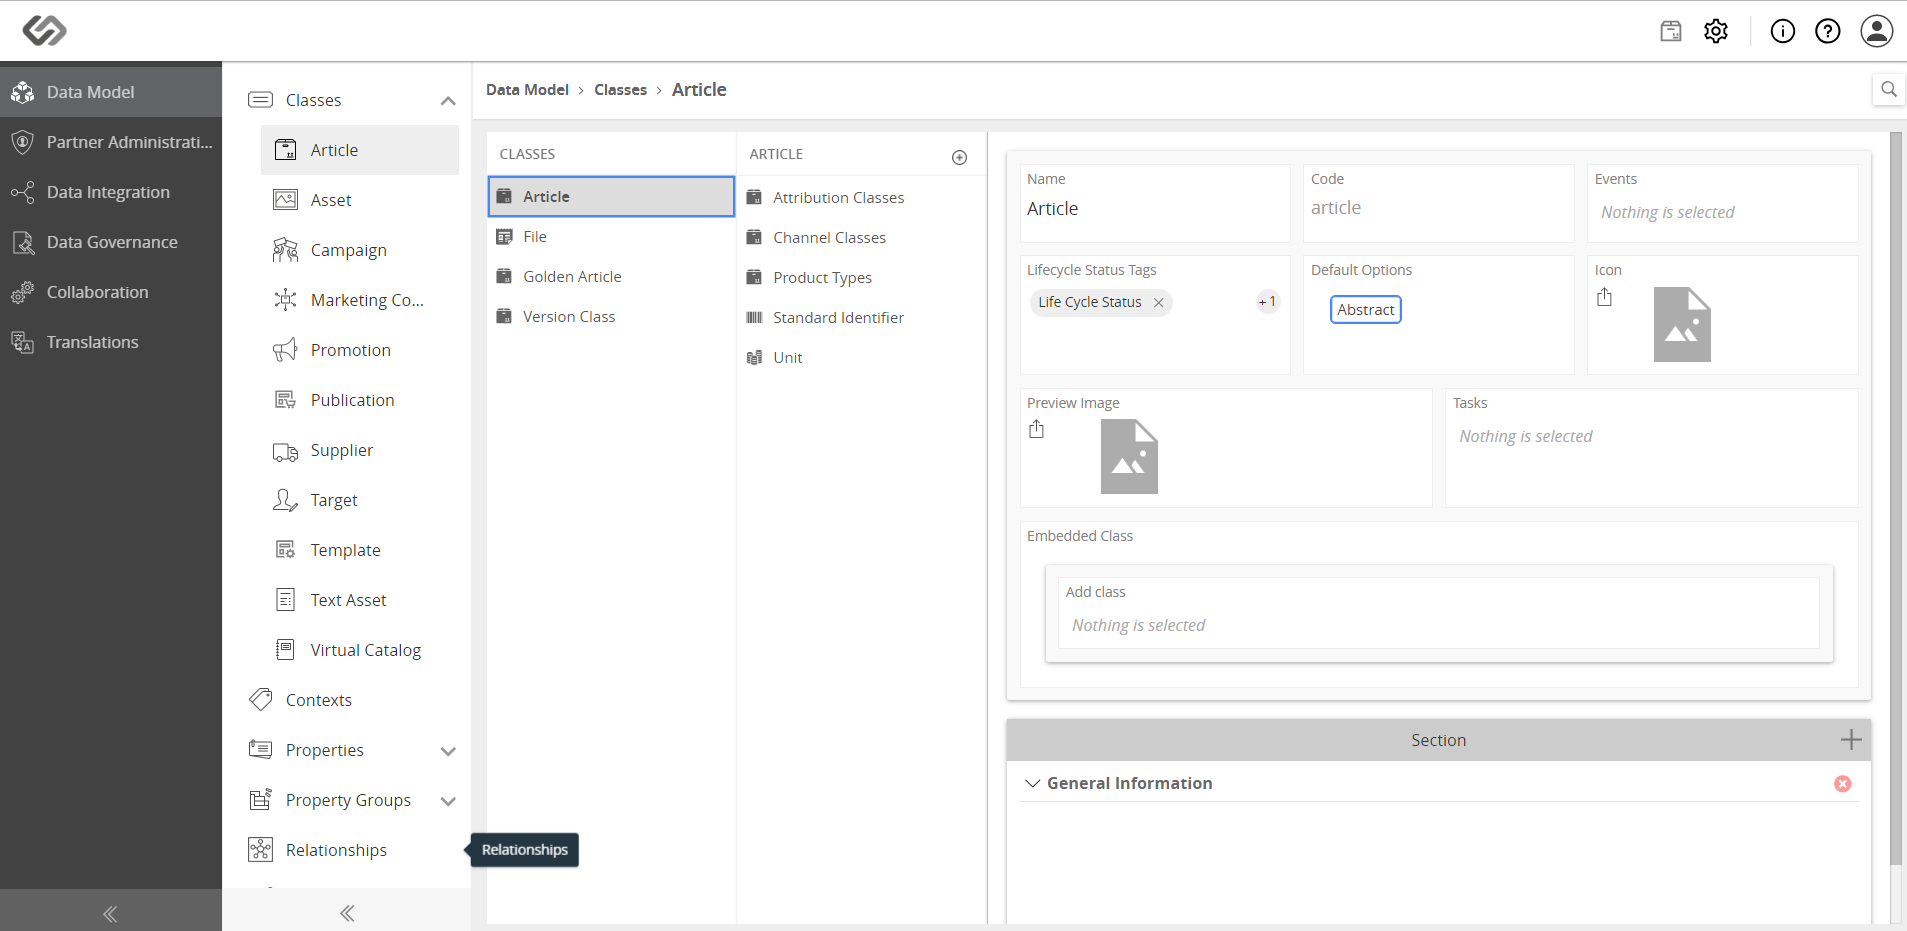 Data Model
Partner Administrati...
Data Integration
Data Governance
Collaboration
Translations
Classes
Article
Asset
Campaign
Marketing Co...
Promotion
Publication
Supplier
Target
Template
Text Asset
Virtual Catalog
Contexts
Properties
Property Groups
Relationships
Relationships
Data Model › Classes › Article
CLASSES
Article
File
Golden Article
Version Class
ARTICLE
Attribution Classes
Channel Classes
Product Types
Standard Identifier
Unit
Name
Article
Code
article
Events
Nothing is selected
Lifecycle Status Tags
Life Cycle Status
+1
Default Options
Abstract
Icon
Preview Image
Tasks
Nothing is selected
Embedded Class
Add class
Nothing is selected
Section
General Information